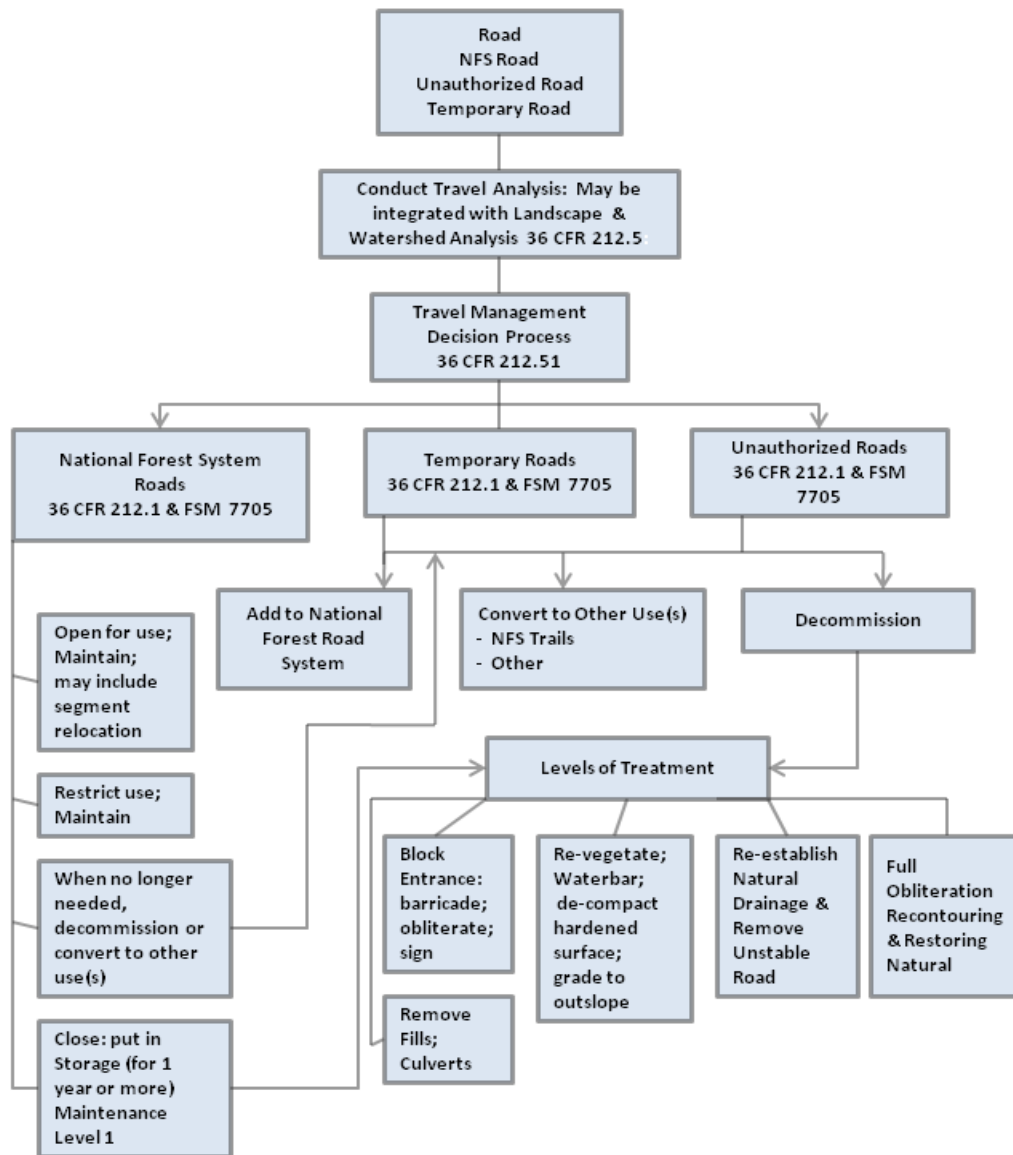 Road
NFS Road
Unauthorized Road
Temporary Road
Conduct Travel Analysis: May be
integrated with Landscape &
Watershed Analysis 36 CFR 212.5
Travel Management
Decision Process
36 CFR 212.51
National Forest System
Roads
36 CFR 212.1 & FSM 7705
Temporary Roads
36 CFR 212.1 & FSM 7705
Unauthorized Roads
36 CFR 212.1 & FSM
7705
Add to National
Forest Road
System
Convert to Other Use(s)
- NFS Trails
- Other
Decommission
Open for use;
Maintain;
may include
segment
relocation
Restrict use;
Maintain
When no longer
needed,
decommission or
convert to other
use(s)
Close: put in
Storage (for 1
year or more)
Maintenance
Level 1
Levels of Treatment
Block
Entrance:
barricade;
obliterate;
sign
Remove
Fills;
Culverts
Re-vegetate;
Waterbar;
de-compact
hardened
surface;
grade to
outslope
Re-establish
Natural
Drainage &
Remove
Unstable
Road
Full
Obliteration
Recontouring
& Restoring
Natural